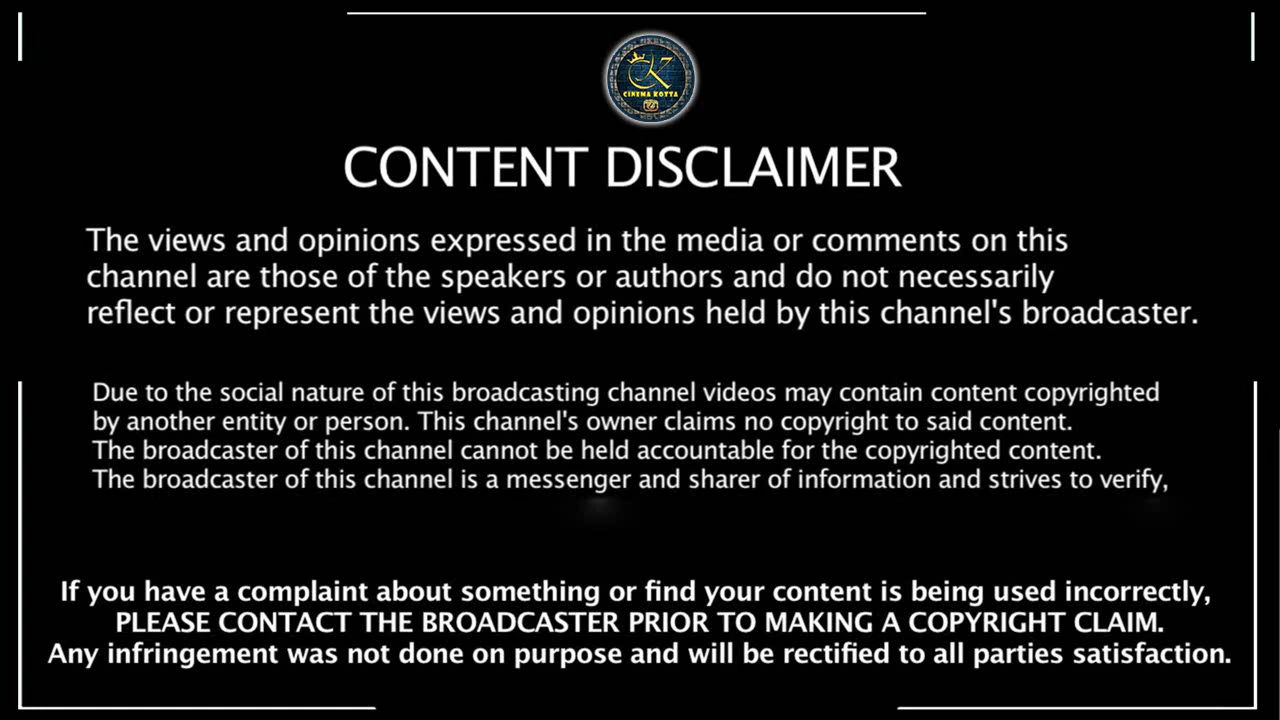 CK
CINEMA KOTTA
CONTENT DISCLAIMER
The views and opinions expressed in the media or comments on this
channel are those of the speakers or authors and do not necessarily
reflect or represent the views and opinions held by this channel's broadcaster.
Due to the social nature of this broadcasting channel videos may contain content copyrighted
by another entity or person. This channel's owner claims no copyright to said content.
The broadcaster of this channel cannot be held accountable for the copyrighted content.
The broadcaster of this channel is a messenger and sharer of information and strives to verify,
If you have a complaint about something or find your content is being used incorrectly,
PLEASE CONTACT THE BROADCASTER PRIOR TO MAKING A COPYRIGHT CLAIM.
Any infringement was not done on purpose and will be rectified to all parties satisfaction.